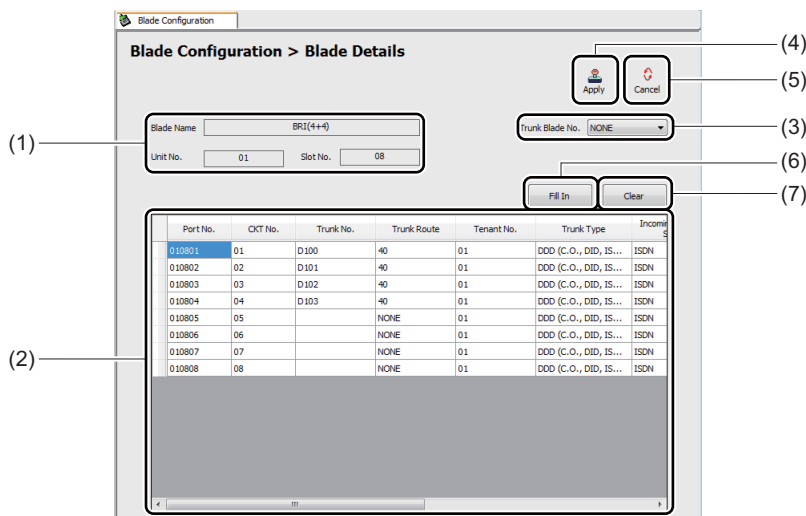 Blade Configuration
Blade Configuration > Blade Details
(4)
Apply
Cancel
(5)
(1)
Blade Name BRI(4+4)
Trunk Blade No. NONE
(3)
Unit No. 01 Slot No. 08
(6)
Fill In
Clear
(7)
Port No. CKT No. Trunk No. Trunk Route Tenant No. Trunk Type
010801 01 D100 40 01 DDD (C.O., DID, IS... ISDN
010802 02 D101 40 01 DDD (C.O., DID, IS... ISDN
010803 03 D102 40 01 DDD (C.O., DID, IS... ISDN
010804 04 D103 40 01 DDD (C.O., DID, IS... ISDN
010805 05 NONE 01 DDD (C.O., DID, IS... ISDN
010806 06 NONE 01 DDD (C.O., DID, IS... ISDN
(2)
010807 07 NONE 01 DDD (C.O., DID, IS... ISDN
010808 08 NONE 01 DDD (C.O., DID, IS... ISDN